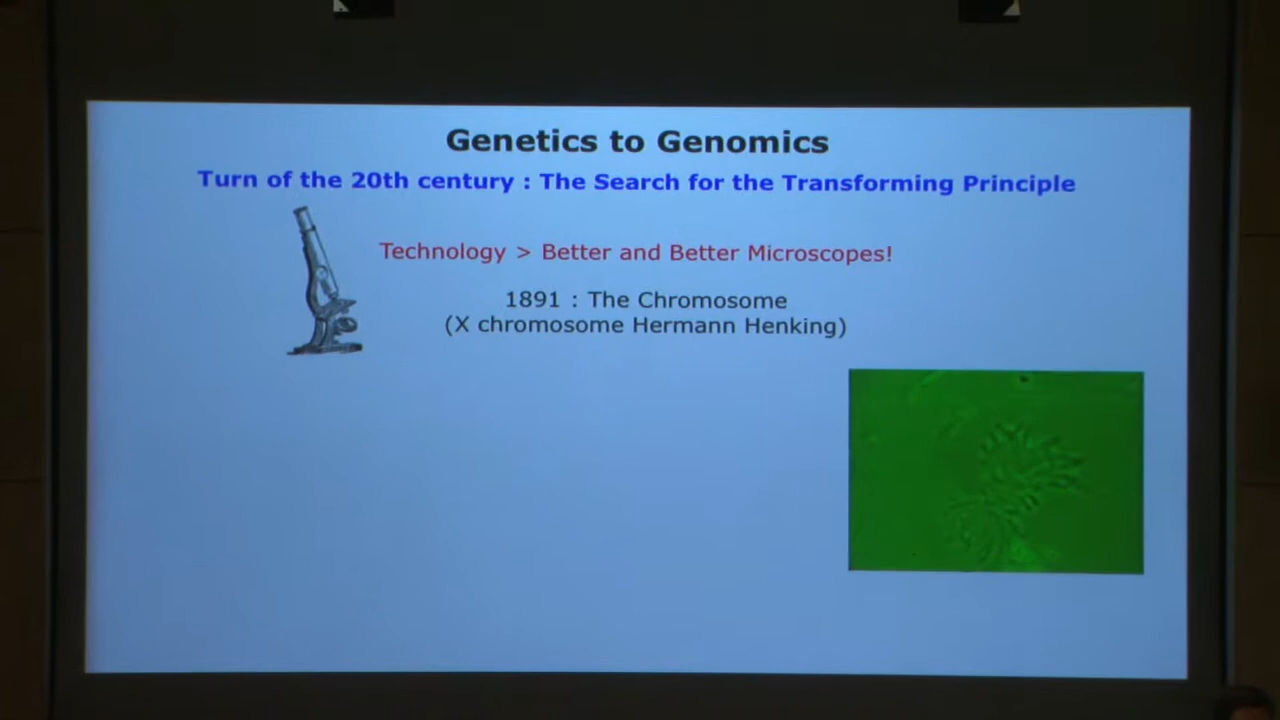 Genetics to Genomics
Turn of the 20th century : The Search for the Transforming Principle
Technology > Better and Better Microscopes!
1891 : The Chromosome
(X chromosome Hermann Henking)